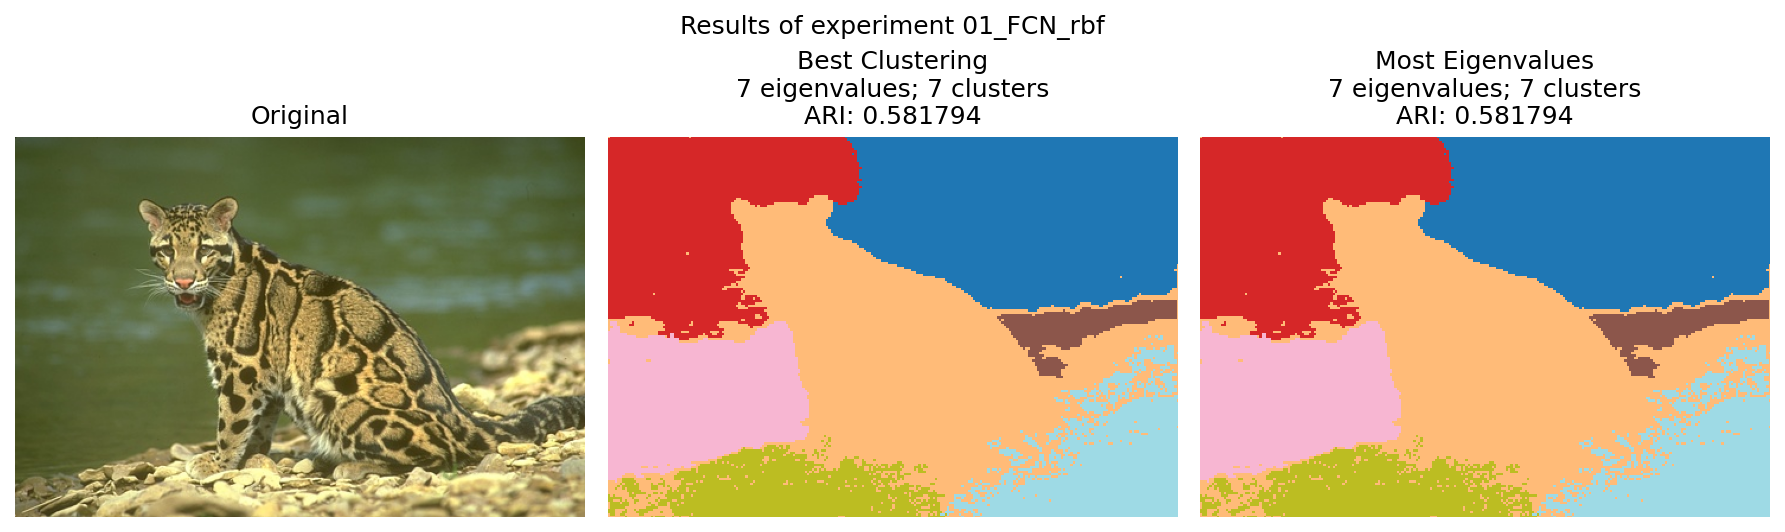 Results of experiment 01_FCN_rbf
Original
Best Clustering
7 eigenvalues; 7 clusters
ARI: 0.581794
Most Eigenvalues
7 eigenvalues; 7 clusters
ARI: 0.581794